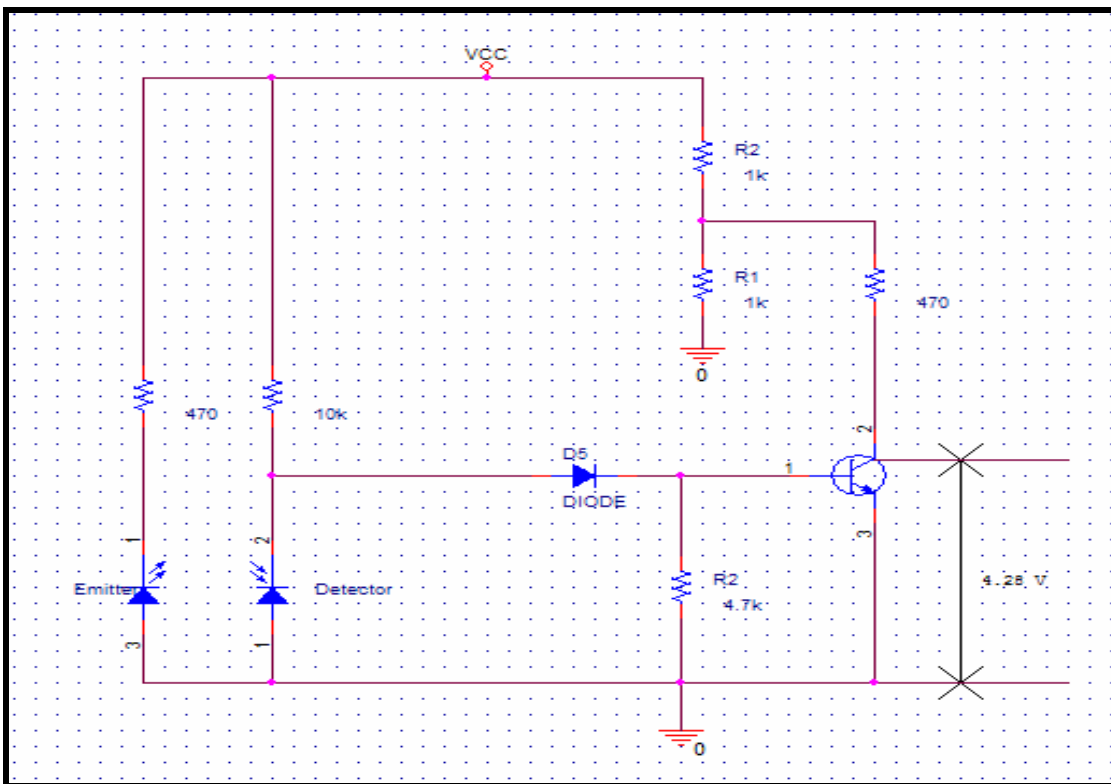 VCC
R2
1k
R1
1k
470
0
470
10k
2
D5
1
DIODE
3
1
2
Emitter
Detector
R2
4.7k
4.28 V
3
1
0